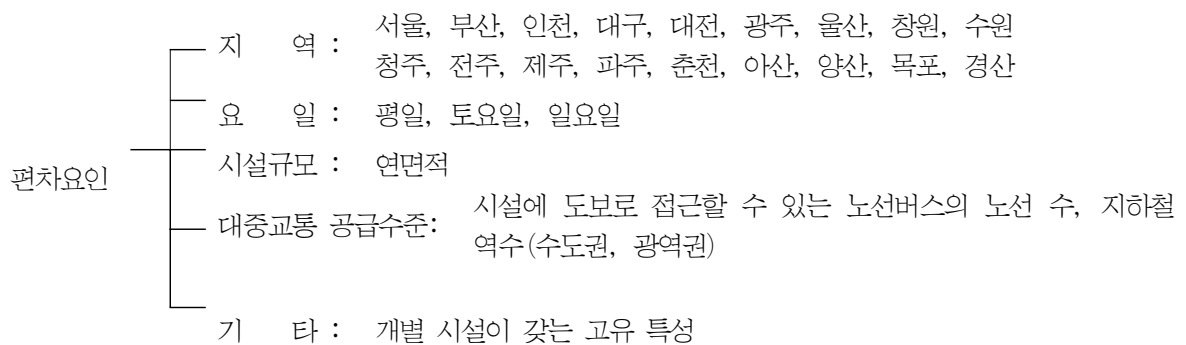 지 역 : 서울, 부산, 인천, 대구, 대전, 광주, 울산, 창원, 수원
청주, 전주, 제주, 파주, 춘천, 아산, 양산, 목포, 경산
요 일 : 평일, 토요일, 일요일
시설규모 : 연면적
편차요인
대중교통 공급수준: 시설에 도보로 접근할 수 있는 노선버스의 노선 수, 지하철
역수(수도권, 광역권)
기 타 : 개별 시설이 갖는 고유 특성